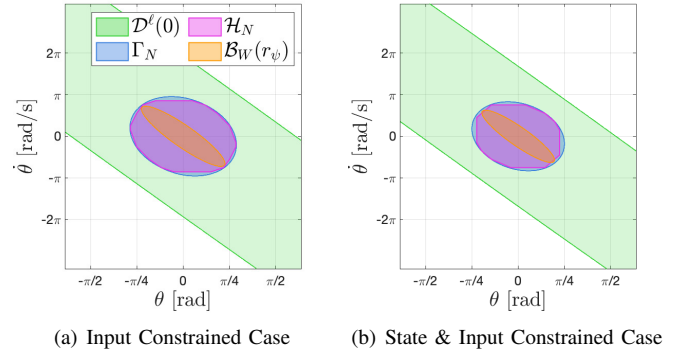 𝒟^ℓ(0) ℋ_N
Γ_N ℬ_W(r_ψ)
2π
π
0
-π
-2π
θ̇ [rad/s]
-π/2 -π/4 0 π/4 π/2
θ [rad]
(a) Input Constrained Case
2π
π
0
-π
-2π
θ̇ [rad/s]
-π/2 -π/4 0 π/4 π/2
θ [rad]
(b) State & Input Constrained Case